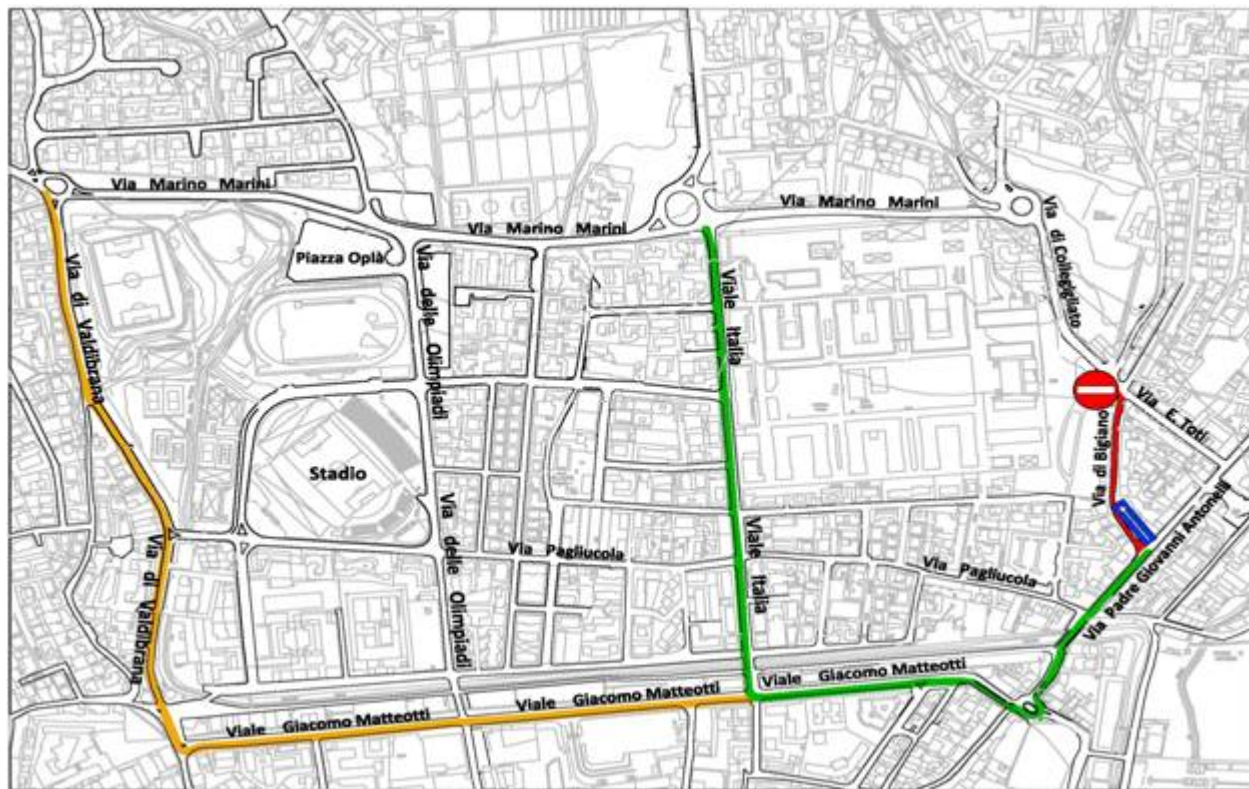 Via Marino Marini
Via Marino Marini
Via Marino Marini
Via di Collegigliato
Piazza Oplà
Via di Valdibrana
Via delle Olimpiadi
Viale Italia
Via E. Toti
Via di Bigiano
Stadio
Via Padre Giovanni Antonelli
Via di Valdibrana
Via delle Olimpiadi
Via Pagliucola
Viale Italia
Via Pagliucola
Viale Giacomo Matteotti
Viale Giacomo Matteotti
Viale Giacomo Matteotti